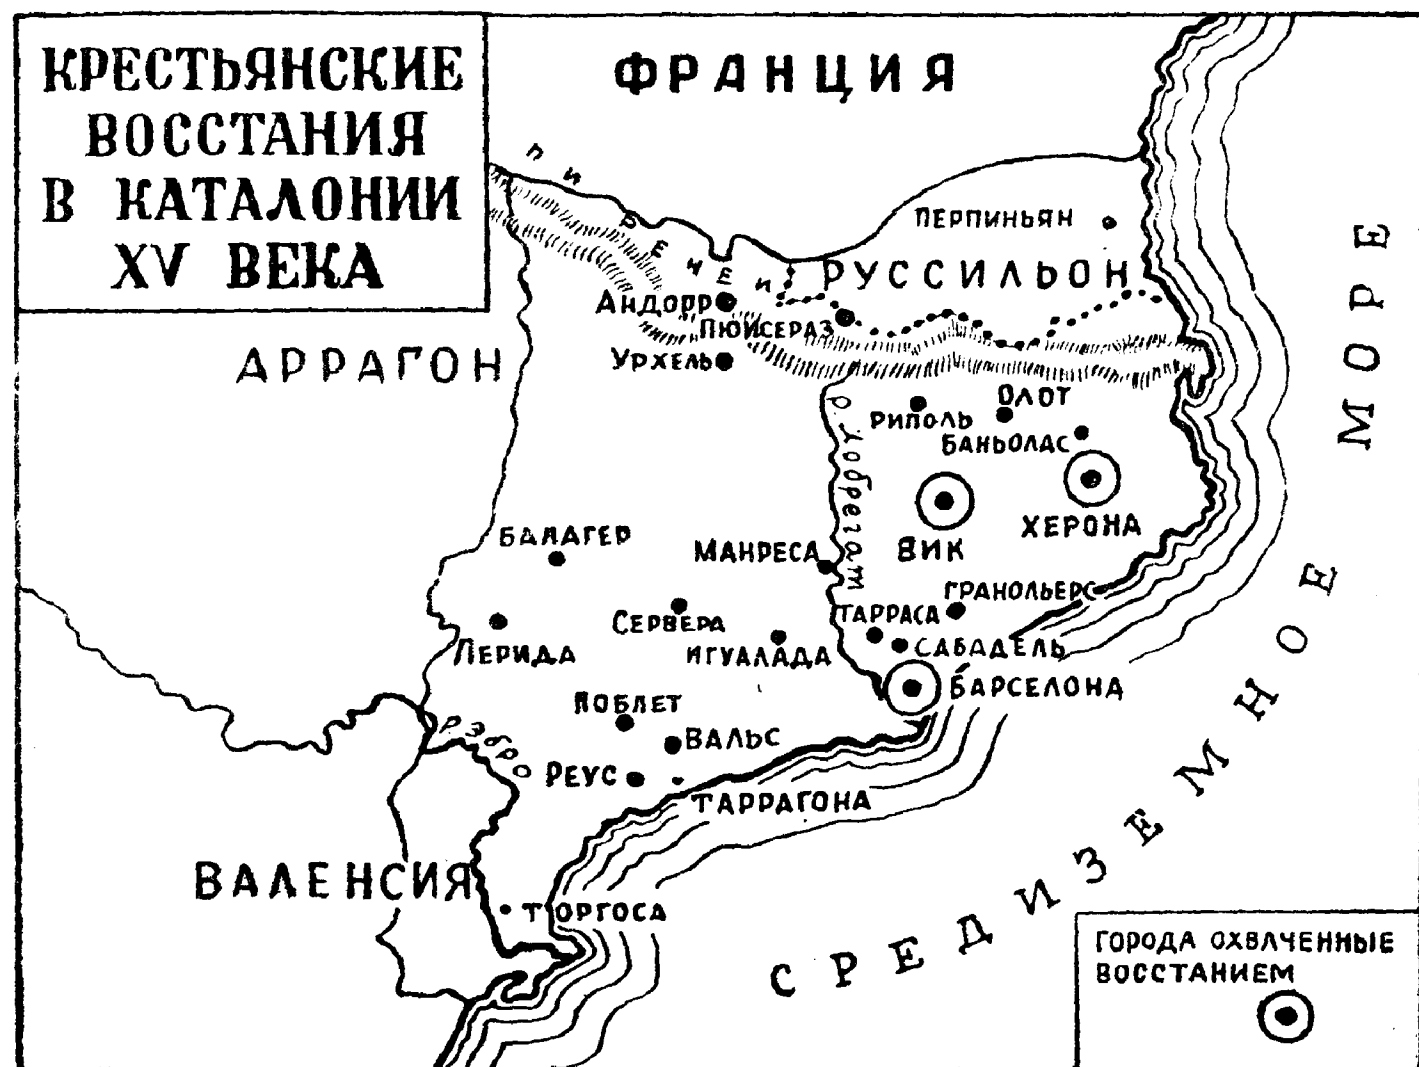 КРЕСТЬЯНСКИЕ
ВОССТАНИЯ
В КАТАЛОНИИ
XV ВЕКА
ФРАНЦИЯ
ПИРЕНЕИ
ПЕРПИНЬЯН
РУССИЛЬОН
АНДОРР
ПЮЙСЕРАЗ
УРХЕЛЬ
АРРАГОН
ОЛОТ
РИПОЛЬ
БАНЬОЛАС
р. Лобрегат
ХЕРОНА
ВИК
БАЛАГЕР
МАНРЕСА
ГРАНОЛЬЕРС
ТАРРАСА
СЕРВЕРА
ЛЕРИДА
ИГУАЛАДА
САБАДЕЛЬ
БАРСЕЛОНА
ПОБЛЕТ
р. Эбро
ВАЛЬС
РЕУС
ТАРРАГОНА
ВАЛЕНСИЯ
ТОРГОСА
СРЕДИЗЕМНОЕ МОРЕ
ГОРОДА ОХВАЧЕННЫЕ
ВОССТАНИЕМ